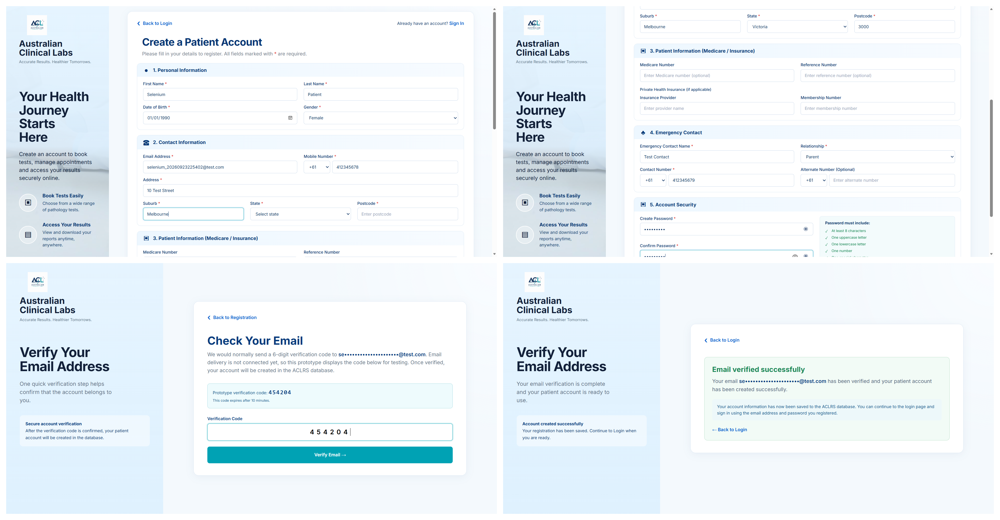 ACL
AUSTRALIAN
Australian
Clinical Labs
Accurate Results. Healthier Tomorrows.
Your Health
Journey
Starts
Here
Create an account to book
tests, manage appointments
and access your results
securely online.
Book Tests Easily
Choose from a wide range
of pathology tests.
Access Your Results
View and download your
reports anytime,
anywhere.
Back to Login
Already have an account? Sign In
Create a Patient Account
Please fill in your details to register. All fields marked with * are required.
1. Personal Information
First Name *
Last Name *
Selenium
Patient
Date of Birth *
Gender *
01/01/1990
Female
2. Contact Information
Email Address *
Mobile Number *
selenium_20260923225402@test.com
+61
412345678
Address *
10 Test Street
Suburb *
State *
Postcode *
Melbourne
Select state
Enter postcode
3. Patient Information (Medicare / Insurance)
Medicare Number
Reference Number
ACL
AUSTRALIAN
Australian
Clinical Labs
Accurate Results. Healthier Tomorrows.
Your Health
Journey
Starts
Here
Create an account to book
tests, manage appointments
and access your results
securely online.
Book Tests Easily
Choose from a wide range
of pathology tests.
Access Your Results
View and download your
reports anytime,
anywhere.
Suburb *
State *
Postcode *
Melbourne
Victoria
3000
3. Patient Information (Medicare / Insurance)
Medicare Number
Reference Number
Enter Medicare number (optional)
Enter reference number (optional)
Private Health Insurance (if applicable)
Insurance Provider
Membership Number
Enter provider name
Enter membership number
4. Emergency Contact
Emergency Contact Name *
Relationship *
Test Contact
Parent
Contact Number *
Alternate Number (Optional)
+61
412345679
+61
Enter alternate number
5. Account Security
Create Password *
•••••••••
Confirm Password *
•••••••••
Password must include:
✓ At least 8 characters
✓ One uppercase letter
✓ One lowercase letter
✓ One number
ACL
AUSTRALIAN
Australian
Clinical Labs
Accurate Results. Healthier Tomorrows.
Verify Your
Email Address
One quick verification step helps
confirm that the account belongs to
you.
Secure account verification
After the verification code is confirmed, your patient
account will be created in the database.
Back to Registration
Check Your Email
We would normally send a 6-digit verification code to se•••••••••••••••••••••@test.com. Email
delivery is not connected yet, so this prototype displays the code below for testing. Once verified,
your account will be created in the ACLRS database.
Prototype verification code: 454204
This code expires after 10 minutes.
Verification Code
454204
Verify Email →
ACL
AUSTRALIAN
Australian
Clinical Labs
Accurate Results. Healthier Tomorrows.
Verify Your
Email Address
Your email verification is complete
and your patient account is ready to
use.
Account created successfully
Your registration has been saved. Continue to Login when
you are ready.
Back to Login
Email verified successfully
Your email se•••••••••••••••••••••@test.com has been verified and your patient account
has been created successfully.
Your account information has now been saved to the ACLRS database. You can continue to the login page and
sign in using the email address and password you registered.
← Back to Login